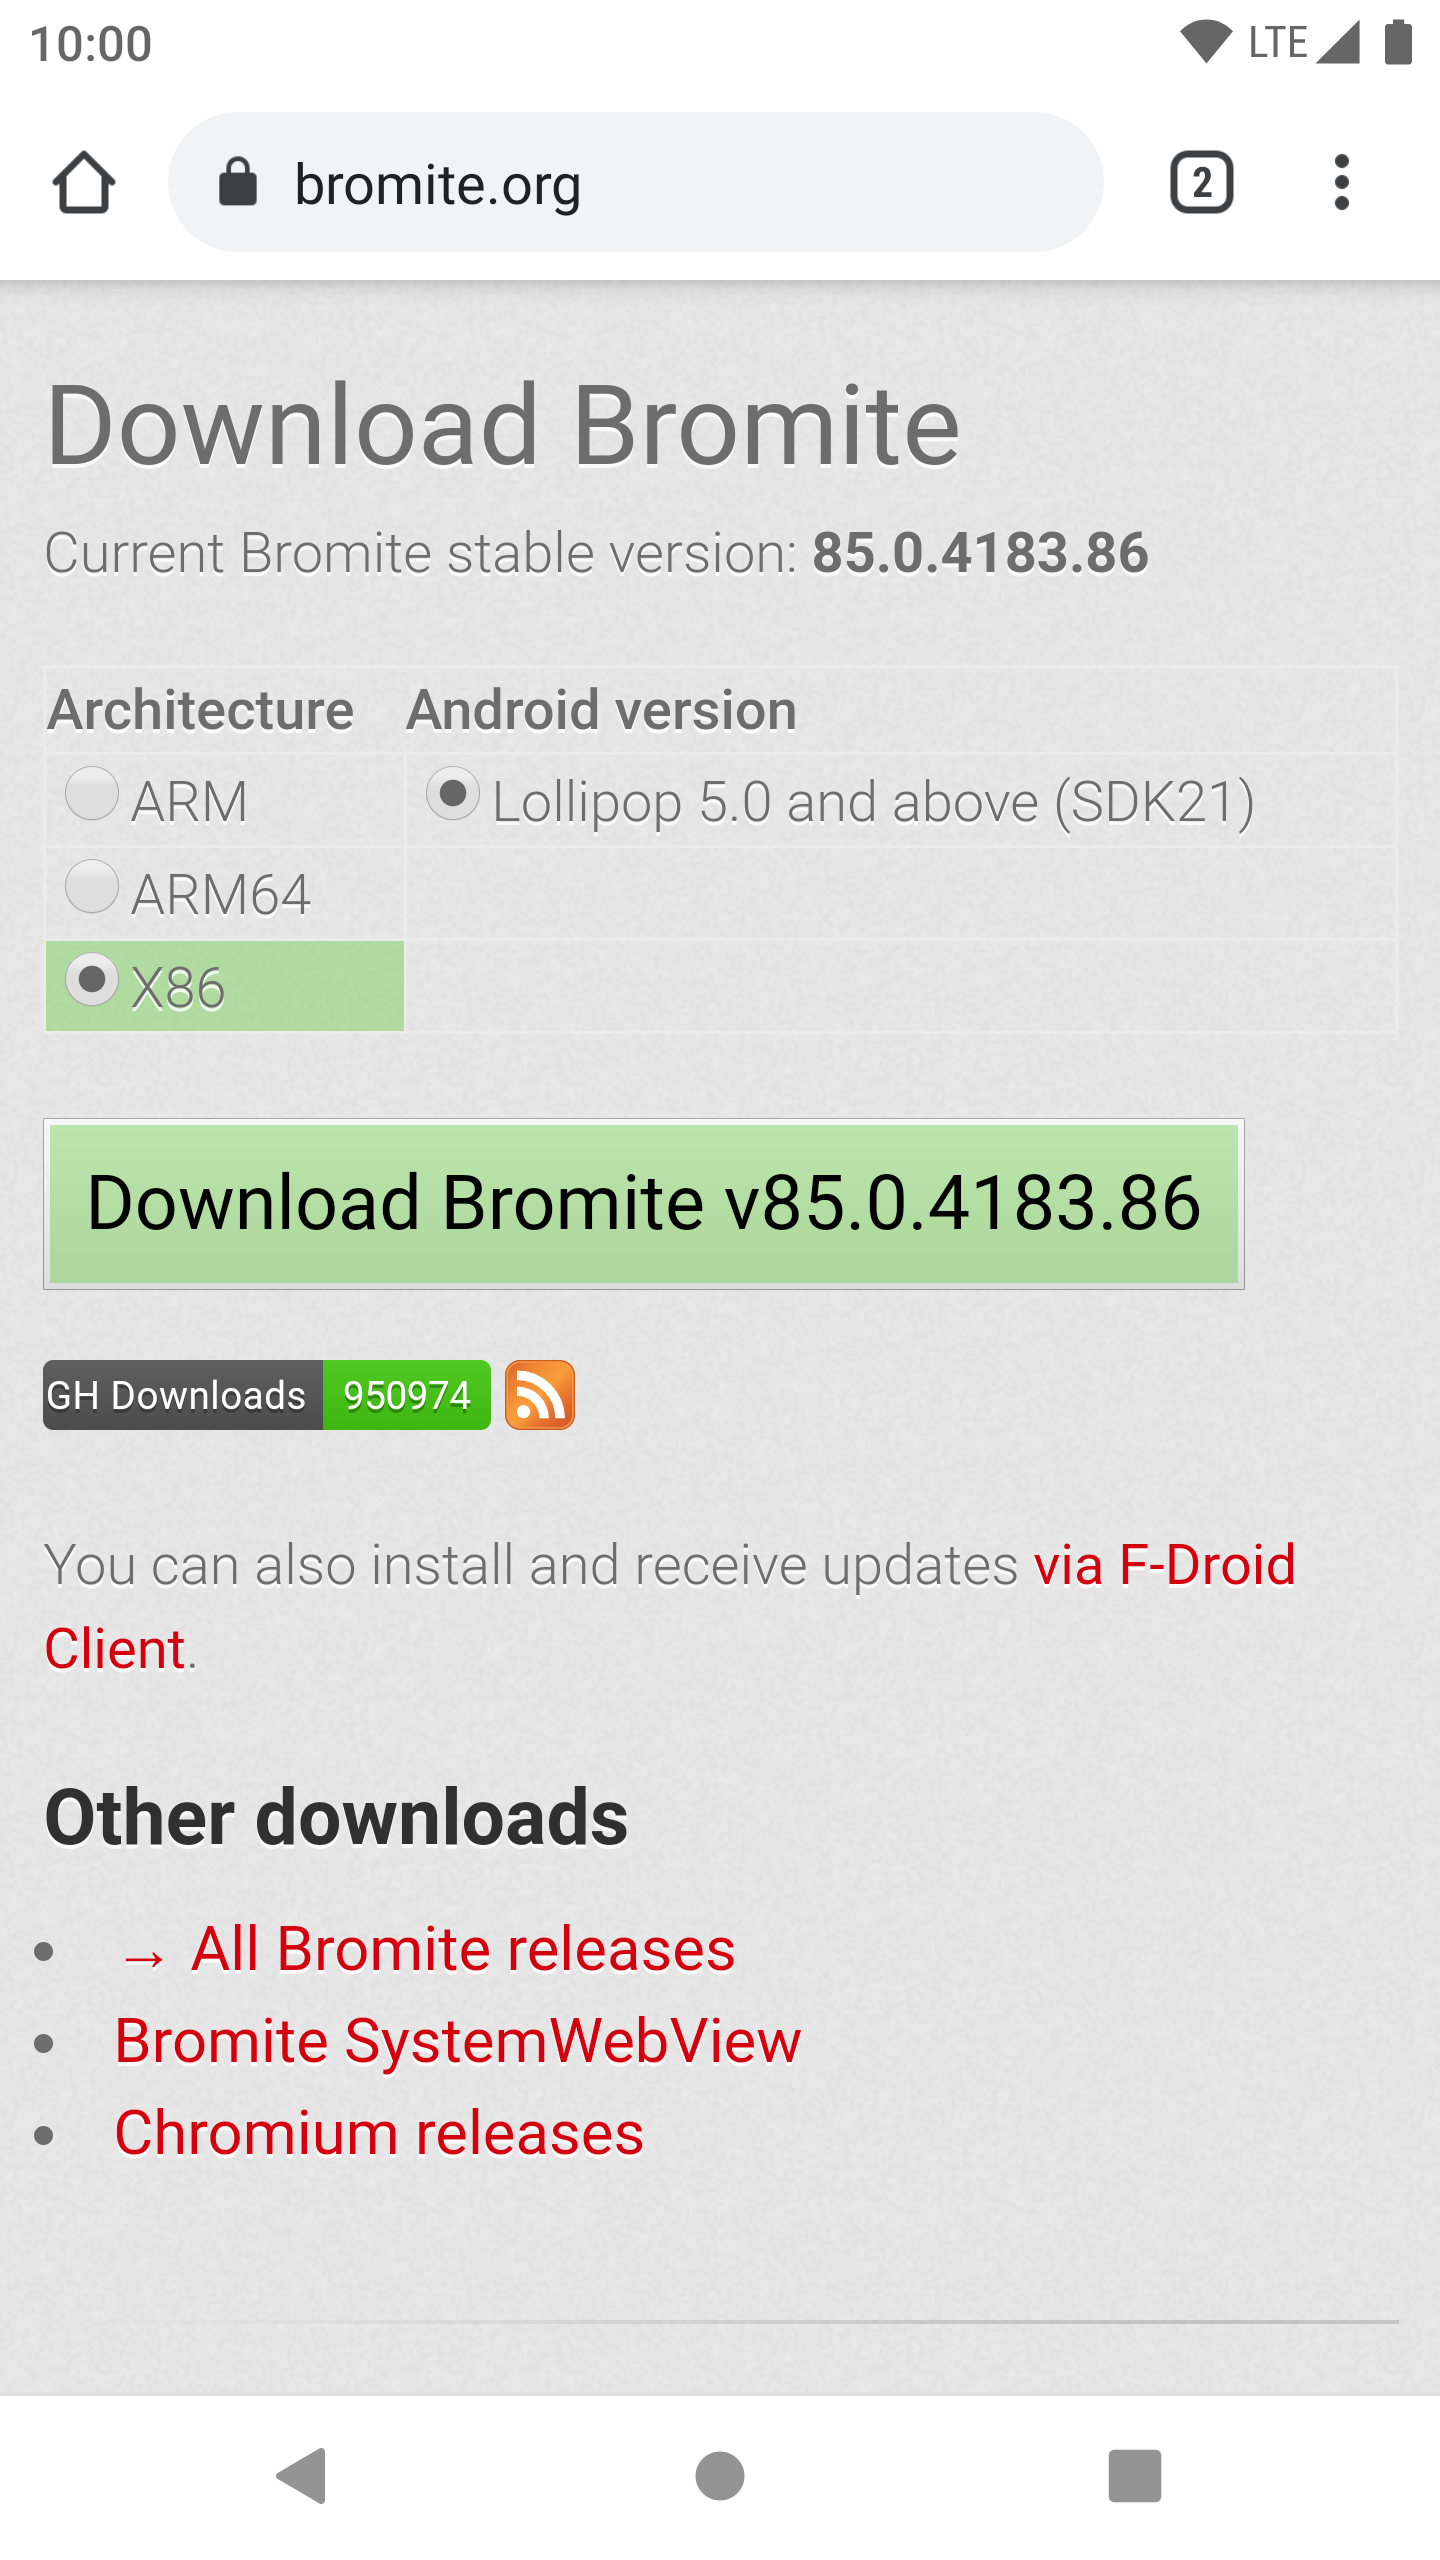 10:00 LTE
bromite.org 2
Download Bromite
Current Bromite stable version: 85.0.4183.86
Architecture Android version
ARM Lollipop 5.0 and above (SDK21)
ARM64
X86
Download Bromite v85.0.4183.86
GH Downloads 950974
You can also install and receive updates via F-Droid
Client.
Other downloads
• → All Bromite releases
• Bromite SystemWebView
• Chromium releases